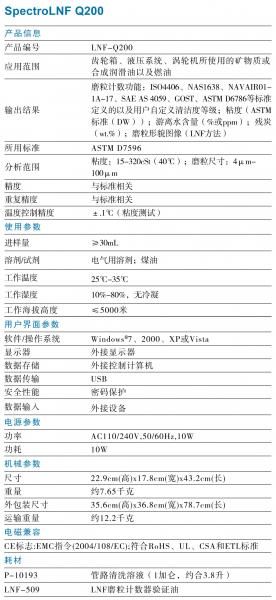 SpectroLNF Q200
产品信息
产品编号 LNF-Q200
应用范围 齿轮箱、液压系统、涡轮机所使用的矿物质或
合成润滑油以及燃油
磨粒计数功能：ISO4406、NAS1638、NAVAIR01-
1A-17、SAE AS 4059、GOST、ASTM D6786等标准
输出结果 定义的以及用户自定义清洁度等级；粘度（ASTM
标准（DW））；游离水含量（%或ppm）；残炭
（wt.%）；磨粒形貌图像（LNF方法）
所用标准 ASTM D7596
分析范围 粘度：15-320cSt（40℃）；磨粒尺寸：4μm-
100μm
精度 与标准相关
重复精度 与标准相关
温度控制精度 ±.1℃（粘度测试）
使用参数
进样量 ≥30mL
溶剂/试剂 电气用溶剂；煤油
工作温度 25℃-35℃
工作湿度 10%-80%，无冷凝
工作海拔高度 ≤5000米
用户界面参数
软件/操作系统 Windows®7、2000、XP或Vista
显示器 外接显示器
数据存储 外接控制计算机
数据传输 USB
安全性能 密码保护
数据输入 外接设备
电源参数
功率 AC110/240V,50/60Hz,10W
功耗 10W
机械参数
尺寸 22.9cm(高)x17.8cm(宽)x43.2cm(长)
重量 约7.65千克
外包装尺寸 35.6cm(高)x36.8cm(宽)x78.7cm(长)
运输重量 约12.2千克
电磁兼容
CE标志:EMC指令(2004/108/EC);符合RoHS、UL、CSA和ETL标准
耗材
P-10193 管路清洗溶液（1加仑，约合3.8升）
LNF-509 LNF磨粒计数器验证油